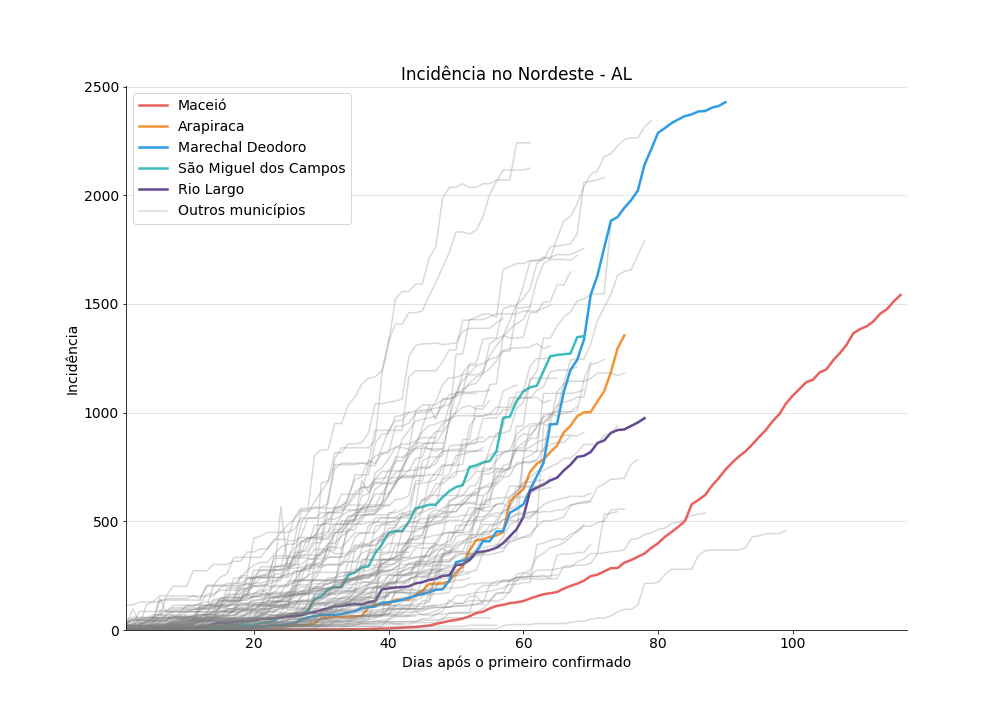 Incidência no Nordeste - AL
2500
2000
1500
1000
500
0
Incidência
Maceió
Arapiraca
Marechal Deodoro
São Miguel dos Campos
Rio Largo
Outros municípios
20 40 60 80 100
Dias após o primeiro confirmado